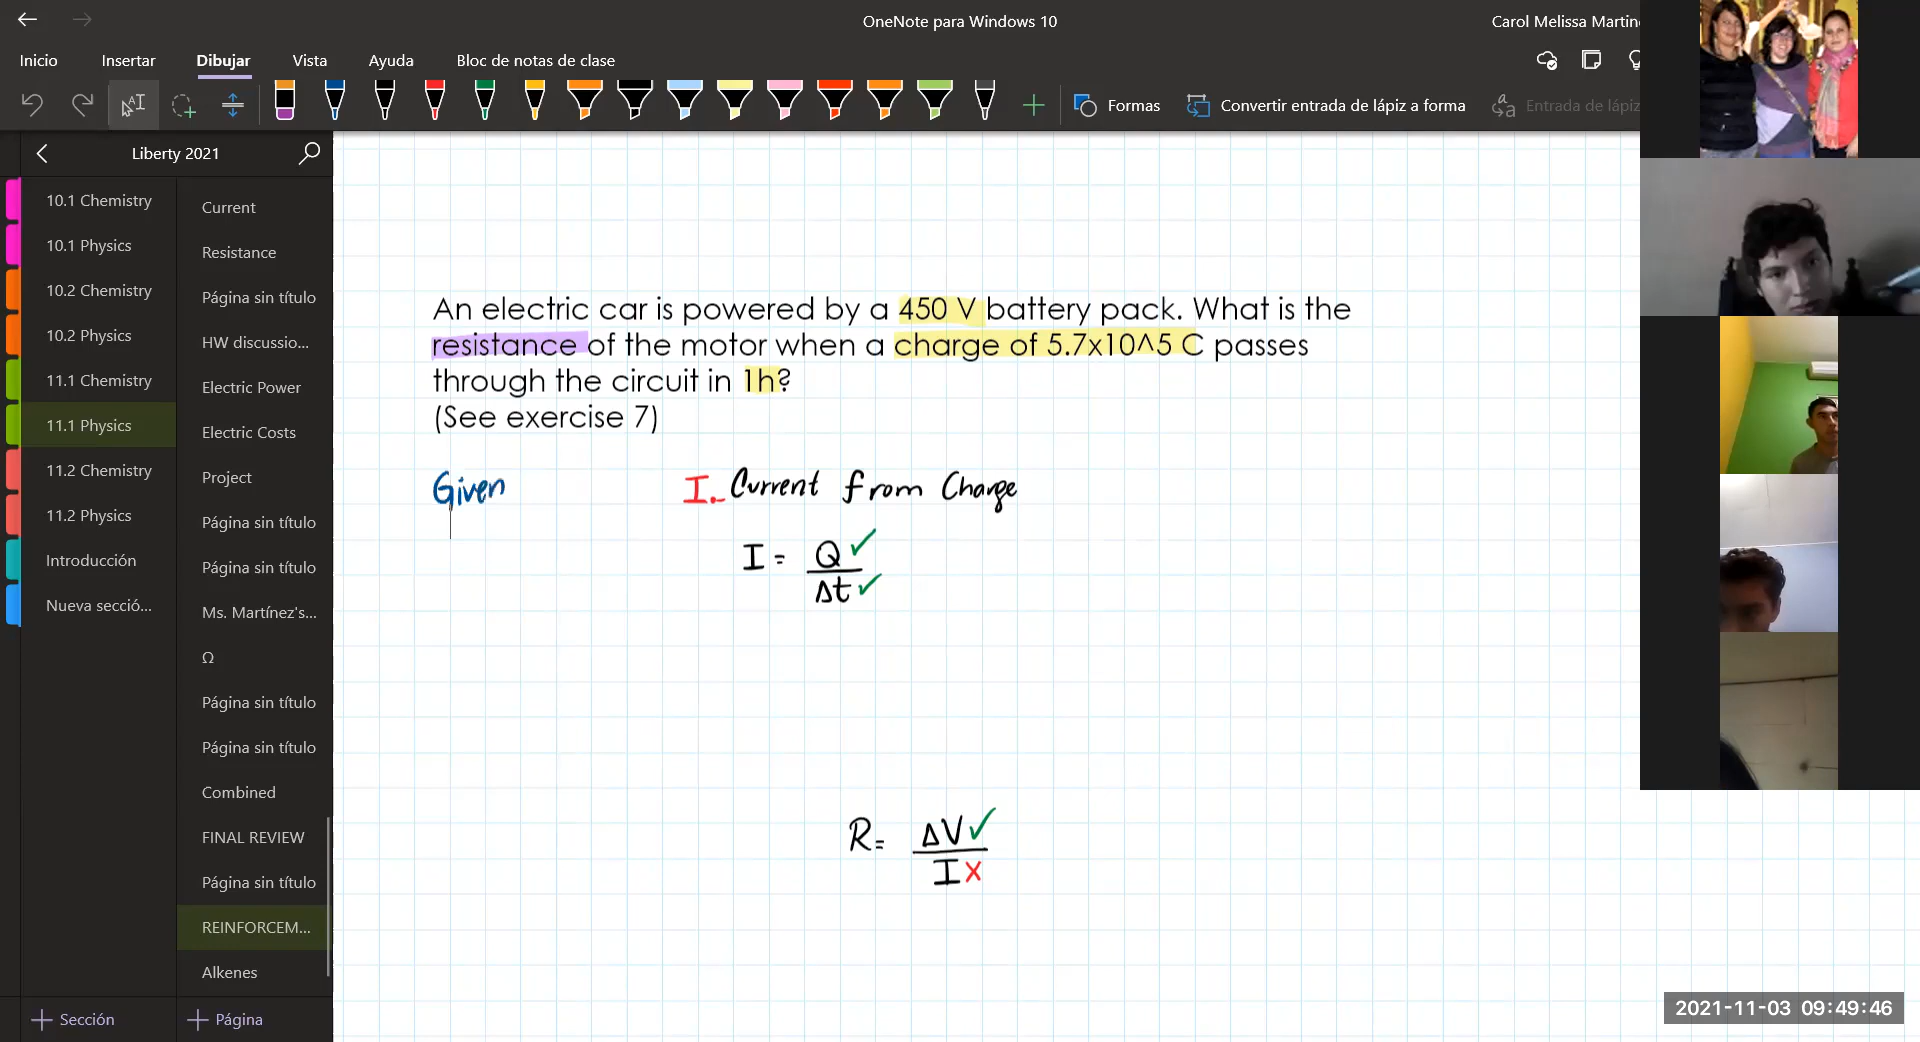 OneNote para Windows 10
Carol Melissa Martin
Inicio
Insertar
Dibujar
Vista
Ayuda
Bloc de notas de clase
Formas
Convertir entrada de lápiz a forma
Entrada de lápiz
Liberty 2021
10.1 Chemistry
10.1 Physics
10.2 Chemistry
10.2 Physics
11.1 Chemistry
11.1 Physics
11.2 Chemistry
11.2 Physics
Introducción
Nueva secció...
Sección
Current
Resistance
Página sin título
HW discussio...
Electric Power
Electric Costs
Project
Página sin título
Página sin título
Ms. Martínez's...
Ω
Página sin título
Página sin título
Combined
FINAL REVIEW
Página sin título
REINFORCEM...
Alkenes
Página
An electric car is powered by a 450 V battery pack. What is the
resistance of the motor when a charge of 5.7x10^5 C passes
through the circuit in 1h?
(See exercise 7)
Given
I. Current from Charge
I = Q ✓
Δt ✓
R = ΔV ✓
I x
2021-11-03 09:49:46